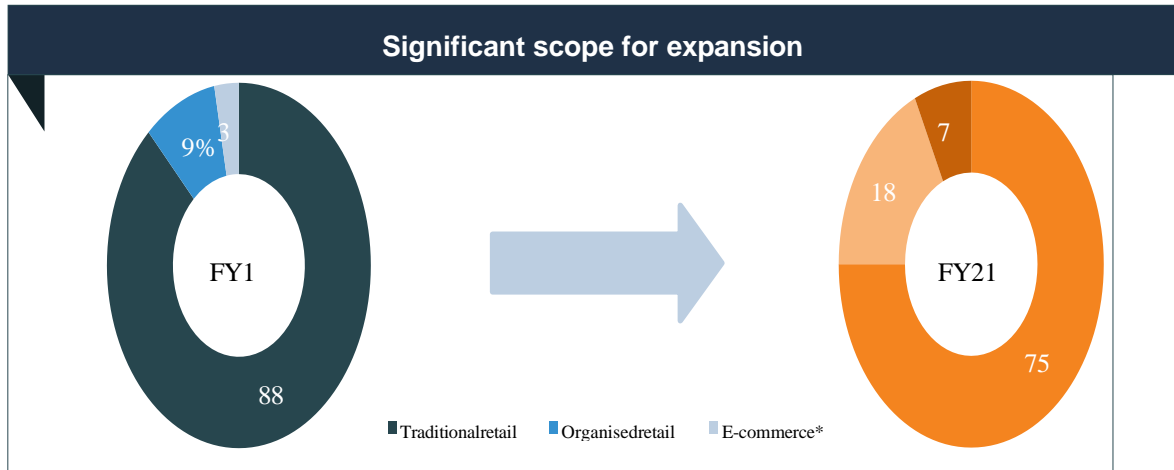 Significant scope for expansion
3
9%
FY1
88
7
18
FY21
75
Traditionalretail Organisedretail E-commerce*